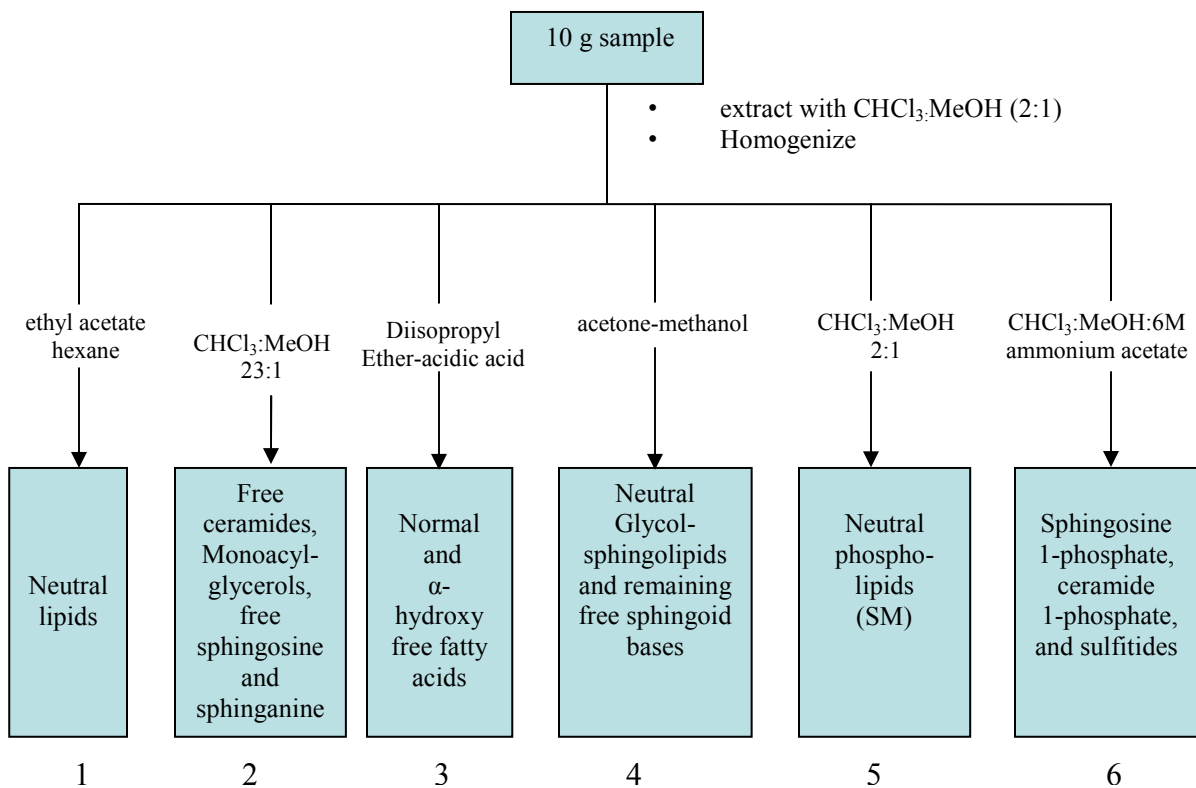 10 g sample
• extract with CHCl₃:MeOH (2:1)
• Homogenize
ethyl acetate
hexane
CHCl₃:MeOH
23:1
Diisopropyl
Ether-acidic acid
acetone-methanol
CHCl₃:MeOH
2:1
CHCl₃:MeOH:6M
ammonium acetate
Neutral
lipids
Free
ceramides,
Monoacyl-
glycerols,
free
sphingosine
and
sphinganine
Normal
and
α-
hydroxy
free fatty
acids
Neutral
Glycol-
sphingolipids
and remaining
free sphingoid
bases
Neutral
phospho-
lipids
(SM)
Sphingosine
1-phosphate,
ceramide
1-phosphate,
and sulfitides
1 2 3 4 5 6